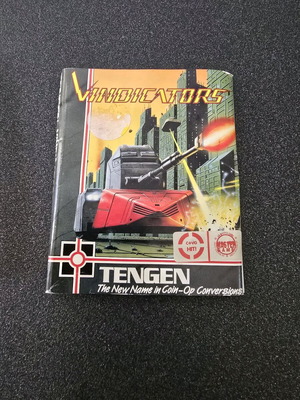 VINDICATORS
TENGEN
The New Name in Coin-Op Conversions